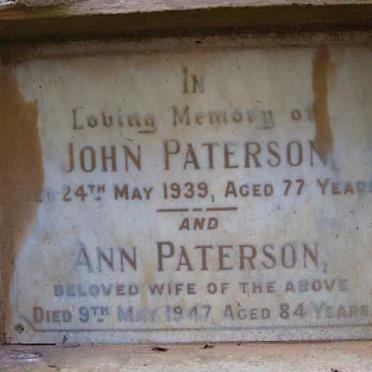 IN
Loving Memory of
JOHN PATERSON,
24TH MAY 1939, AGED 77 YEARS
AND
ANN PATERSON,
BELOVED WIFE OF THE ABOVE
DIED 9TH MAY 1947 AGED 84 YEARS.